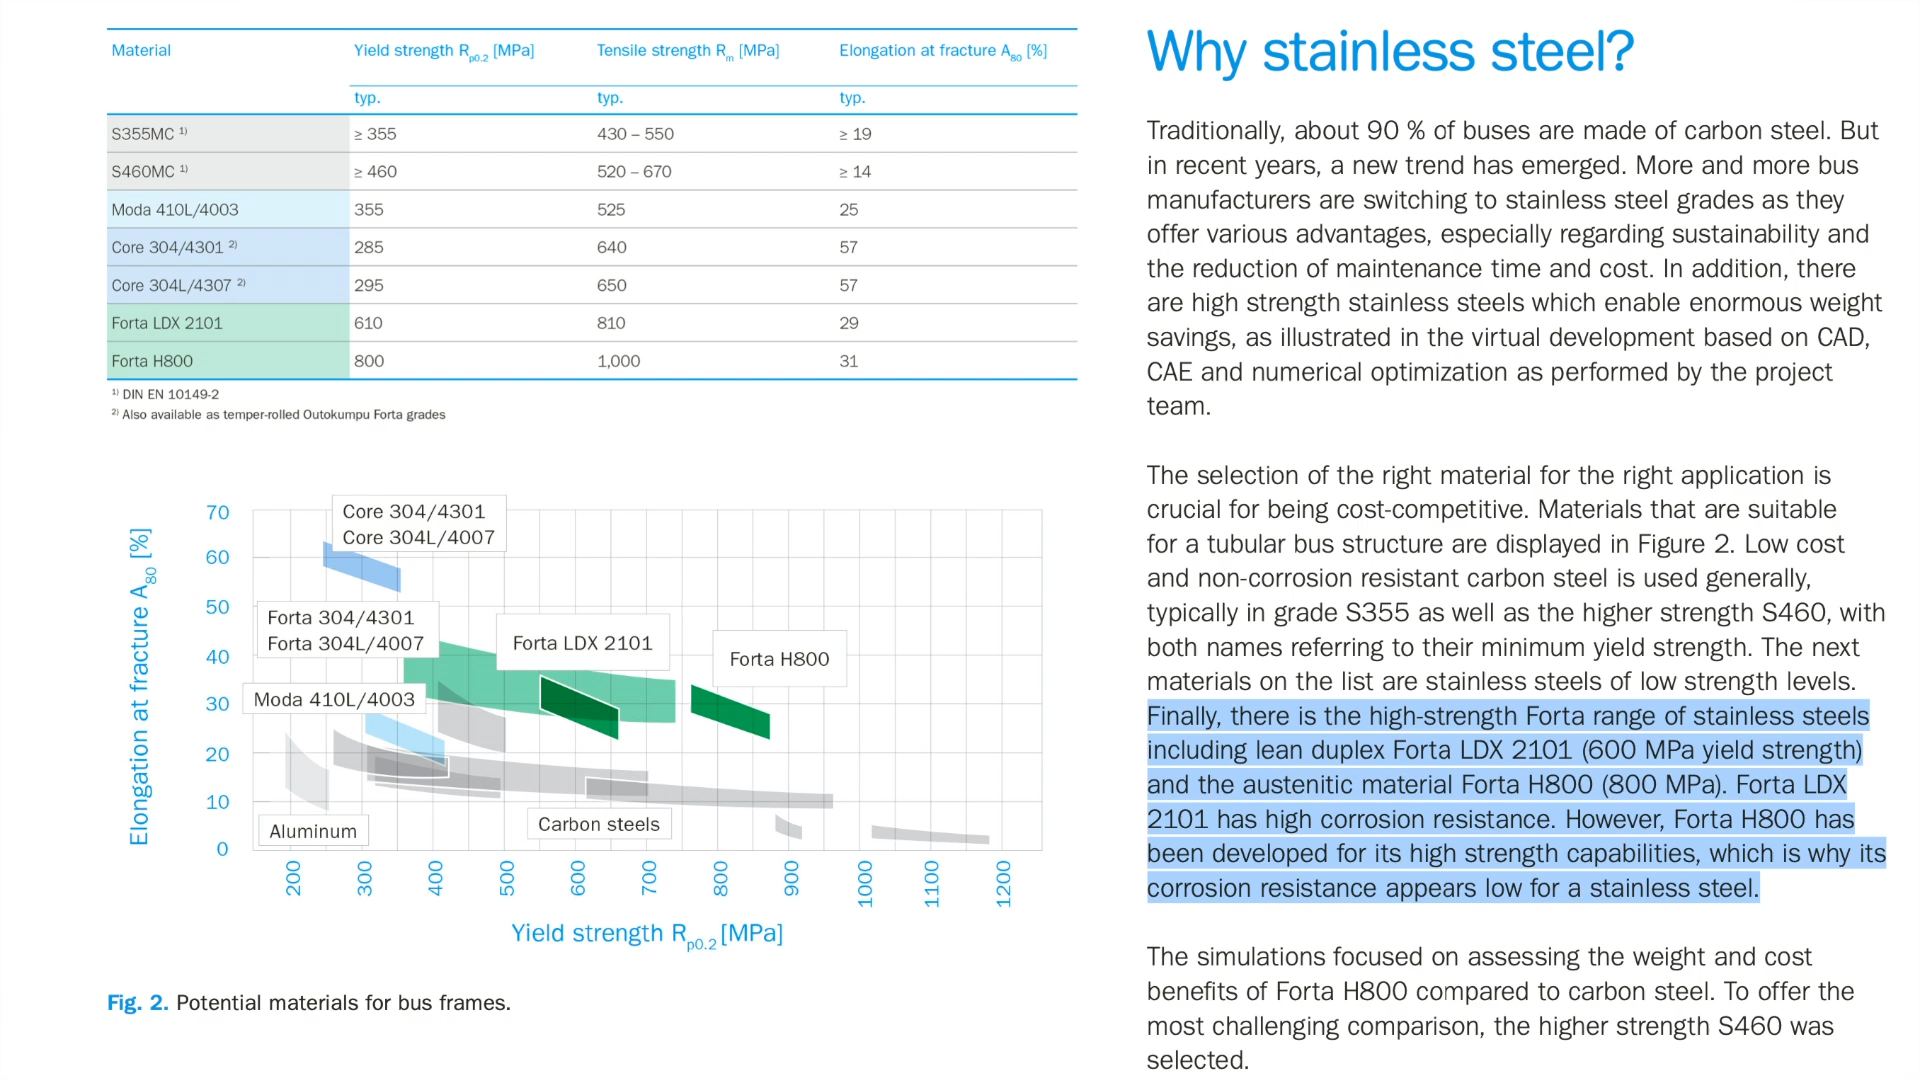 Material Yield strength Rp0.2 [MPa] Tensile strength Rm [MPa] Elongation at fracture A80 [%]
typ. typ. typ.
S355MC 1) ≥ 355 430 – 550 ≥ 19
S460MC 1) ≥ 460 520 – 670 ≥ 14
Moda 410L/4003 355 525 25
Core 304/4301 2) 285 640 57
Core 304L/4307 2) 295 650 57
Forta LDX 2101 610 810 29
Forta H800 800 1,000 31
1) DIN EN 10149-2
2) Also available as temper-rolled Outokumpu Forta grades
Elongation at fracture A80 [%]
70
60
50
40
30
20
10
0
Core 304/4301
Core 304L/4007
Forta 304/4301
Forta 304L/4007
Forta LDX 2101
Forta H800
Moda 410L/4003
Aluminum
Carbon steels
200 300 400 500 600 700 800 900 1000 1100 1200
Yield strength Rp0.2 [MPa]
Fig. 2. Potential materials for bus frames.
Why stainless steel?
Traditionally, about 90 % of buses are made of carbon steel. But
in recent years, a new trend has emerged. More and more bus
manufacturers are switching to stainless steel grades as they
offer various advantages, especially regarding sustainability and
the reduction of maintenance time and cost. In addition, there
are high strength stainless steels which enable enormous weight
savings, as illustrated in the virtual development based on CAD,
CAE and numerical optimization as performed by the project
team.
The selection of the right material for the right application is
crucial for being cost-competitive. Materials that are suitable
for a tubular bus structure are displayed in Figure 2. Low cost
and non-corrosion resistant carbon steel is used generally,
typically in grade S355 as well as the higher strength S460, with
both names referring to their minimum yield strength. The next
materials on the list are stainless steels of low strength levels.
Finally, there is the high-strength Forta range of stainless steels
including lean duplex Forta LDX 2101 (600 MPa yield strength)
and the austenitic material Forta H800 (800 MPa). Forta LDX
2101 has high corrosion resistance. However, Forta H800 has
been developed for its high strength capabilities, which is why its
corrosion resistance appears low for a stainless steel.
The simulations focused on assessing the weight and cost
benefits of Forta H800 compared to carbon steel. To offer the
most challenging comparison, the higher strength S460 was
selected.